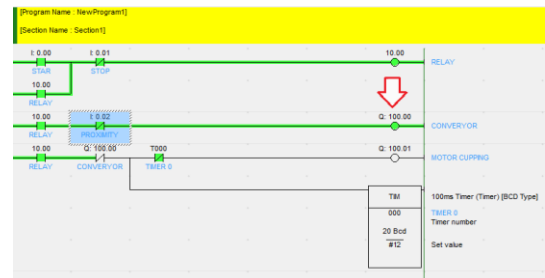 [Program Name : NewProgram1]
[Section Name : Section1]
I: 0.00 I: 0.01 10.00
STAR STOP RELAY
10.00
RELAY
10.00 I: 0.02 Q: 100.00
RELAY PROXIMITY CONVERYOR
10.00 Q: 100.00 T000 Q: 100.01
RELAY CONVERYOR TIMER 0 MOTOR CUPPING
TIM 100ms Timer (Timer) [BCD Type]
000 TIMER 0
Timer number
20 Bcd
#12 Set value